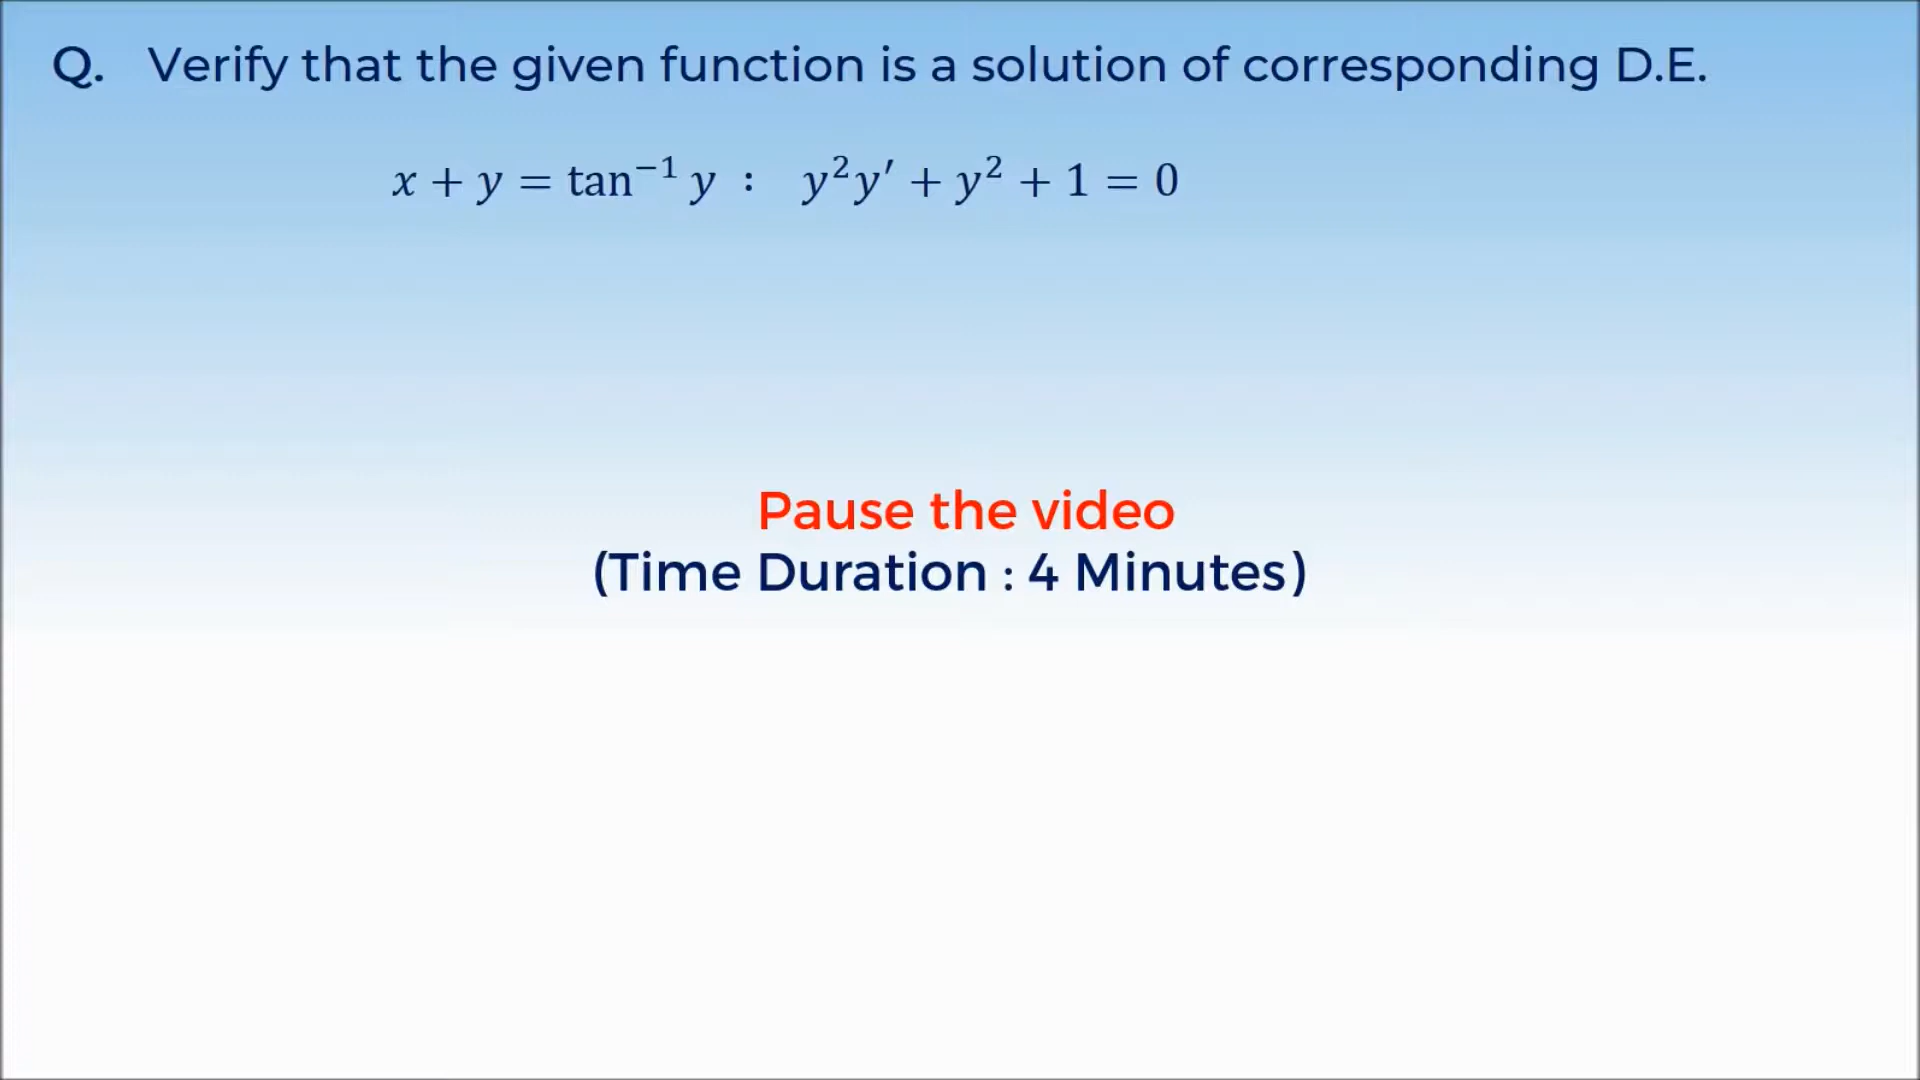 Q. Verify that the given function is a solution of corresponding D.E.
x + y = tan⁻¹ y : y²y′ + y² + 1 = 0
Pause the video
(Time Duration : 4 Minutes)